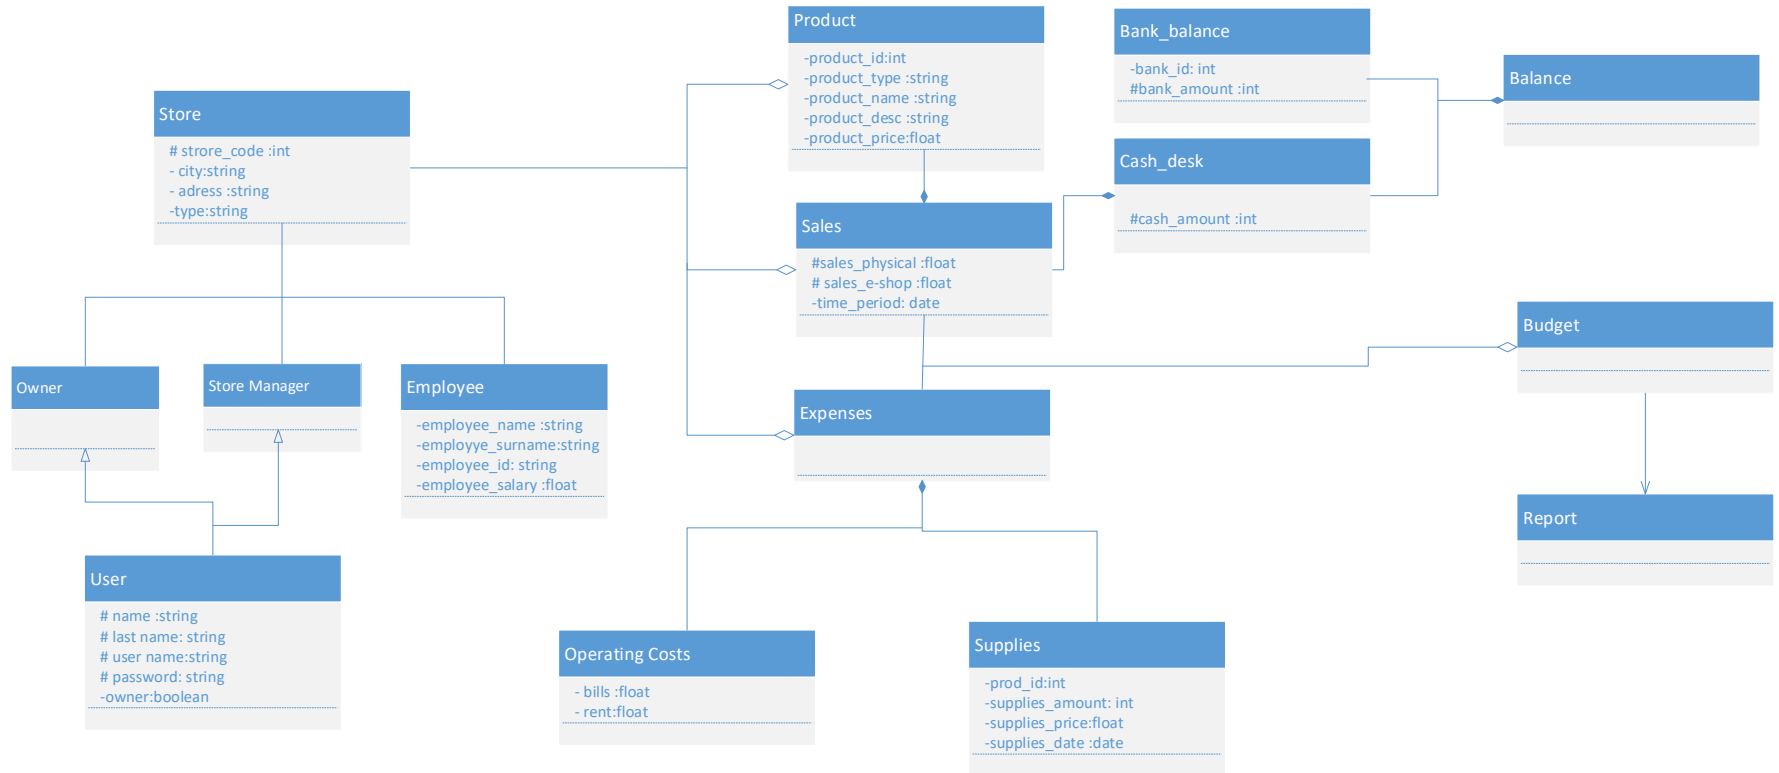 Product
-product_id:int
-product_type :string
-product_name :string
-product_desc :string
-product_price:float
Bank_balance
-bank_id: int
#bank_amount :int
Balance
Store
# strore_code :int
- city:string
- adress :string
-type:string
Cash_desk
#cash_amount :int
Sales
#sales_physical :float
# sales_e-shop :float
-time_period: date
Budget
Owner
Store Manager
Employee
-employee_name :string
-employye_surname:string
-employee_id: string
-employee_salary :float
Expenses
Report
User
# name :string
# last name: string
# user name:string
# password: string
-owner:boolean
Operating Costs
- bills :float
- rent:float
Supplies
-prod_id:int
-supplies_amount: int
-supplies_price:float
-supplies_date :date